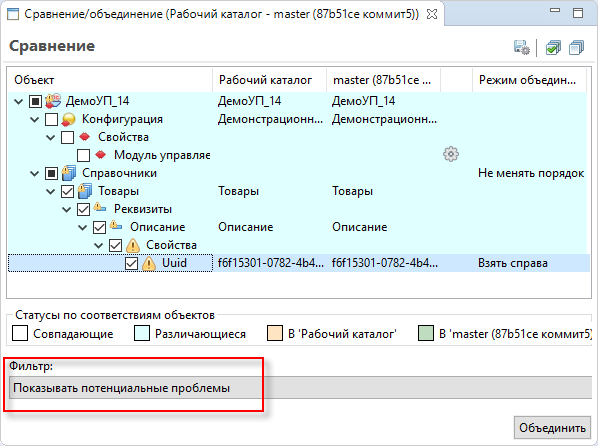 Сравнение/объединение (Рабочий каталог - master (87b51ce коммит5))
Сравнение
Объект Рабочий каталог master (87b51ce ... Режим объедин...
ДемоУП_14 ДемоУП_14 ДемоУП_14
Конфигурация Демонстрационн... Демонстрационн...
Свойства
Модуль управляе
Справочники Не менять порядок
Товары Товары Товары
Реквизиты
Описание Описание Описание
Свойства
Uuid f6f15301-0782-4b4... f6f15301-0782-4b4... Взять справа
Статусы по соответствиям объектов
Совпадающие Различающиеся В 'Рабочий каталог' В 'master (87b51ce коммит5)
Фильтр:
Показывать потенциальные проблемы
Объединить